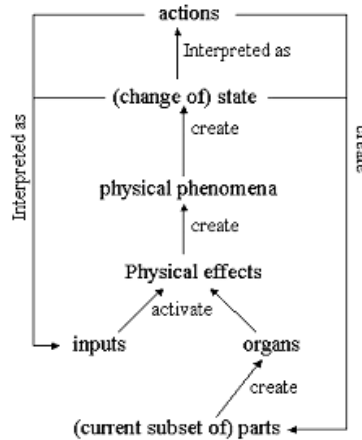 actions
Interpreted as
(change of) state
create
physical phenomena
create
Physical effects
activate
inputs
organs
create
(current subset of) parts
Interpreted as
create